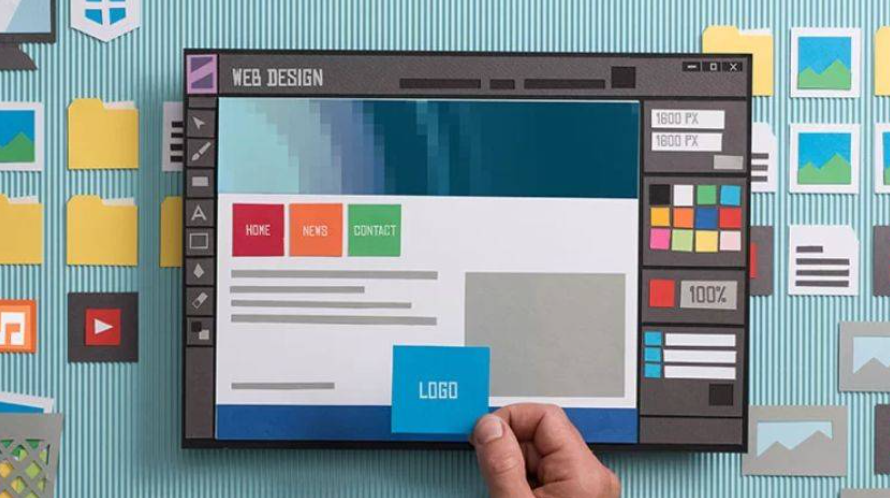 WEB DESIGN
1600 PX
1600 PX
HOME
NEWS
CONTACT
100%
LOGO